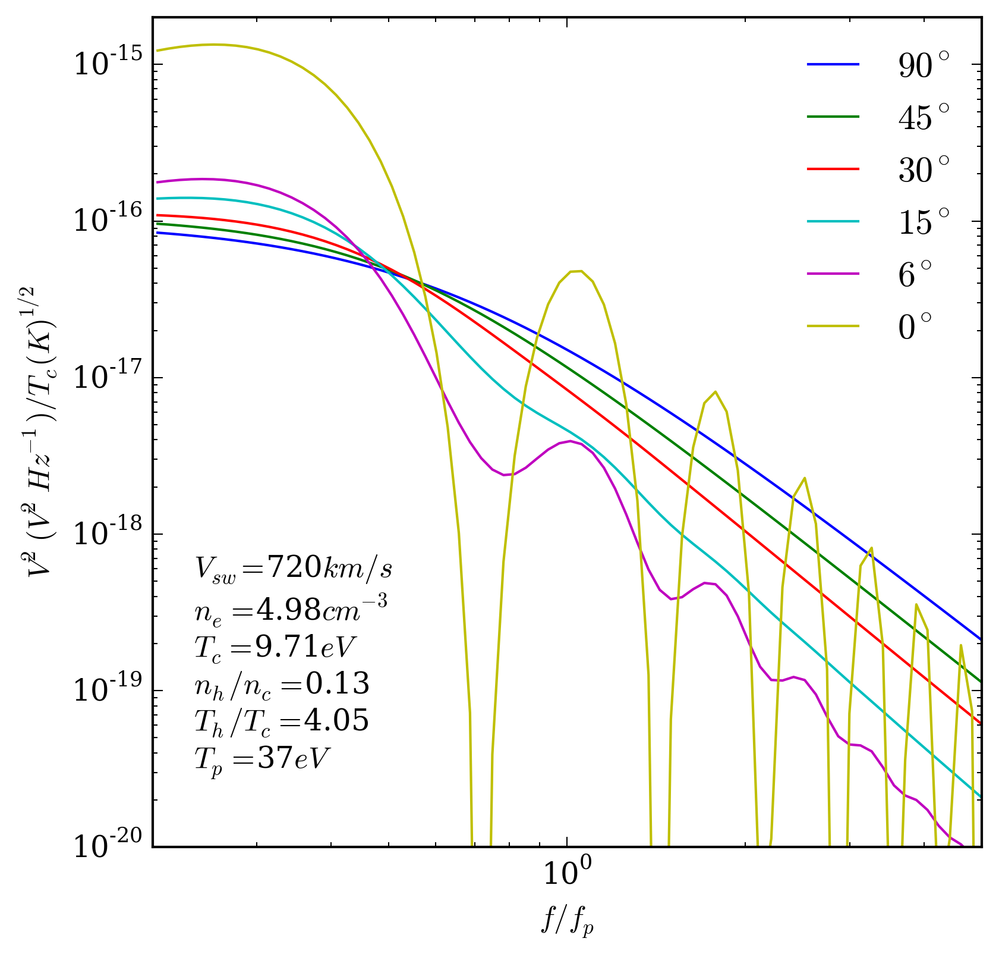 V² (V² Hz⁻¹)/T_c(K)^{1/2}
10⁻¹⁵
10⁻¹⁶
10⁻¹⁷
10⁻¹⁸
10⁻¹⁹
10⁻²⁰
90°
45°
30°
15°
6°
0°
V_sw=720km/s
n_e=4.98cm⁻³
T_c=9.71eV
n_h/n_c=0.13
T_h/T_c=4.05
T_p=37eV
10⁰
f/f_p